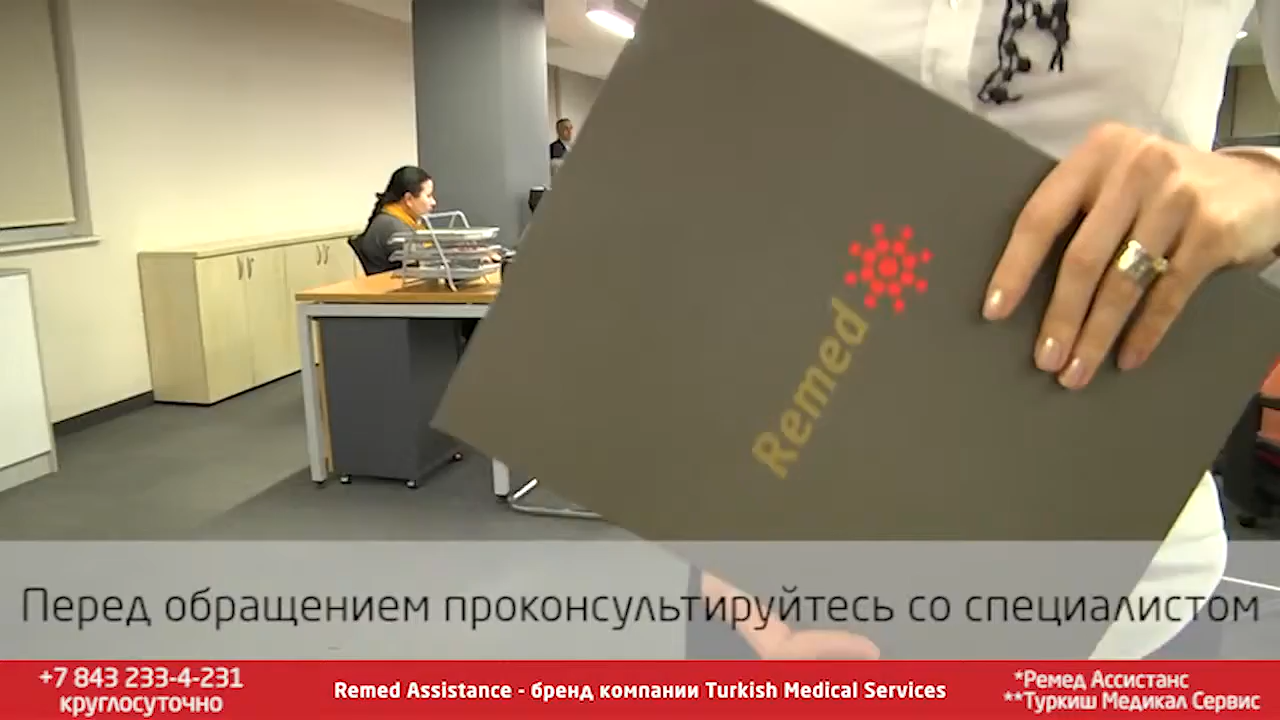 Remed
Перед обращением проконсультируйтесь со специалистом
+7 843 233-4-231
круглосуточно
Remed Assistance - бренд компании Turkish Medical Services
*Ремед Ассистанс
**Туркиш Медикал Сервис